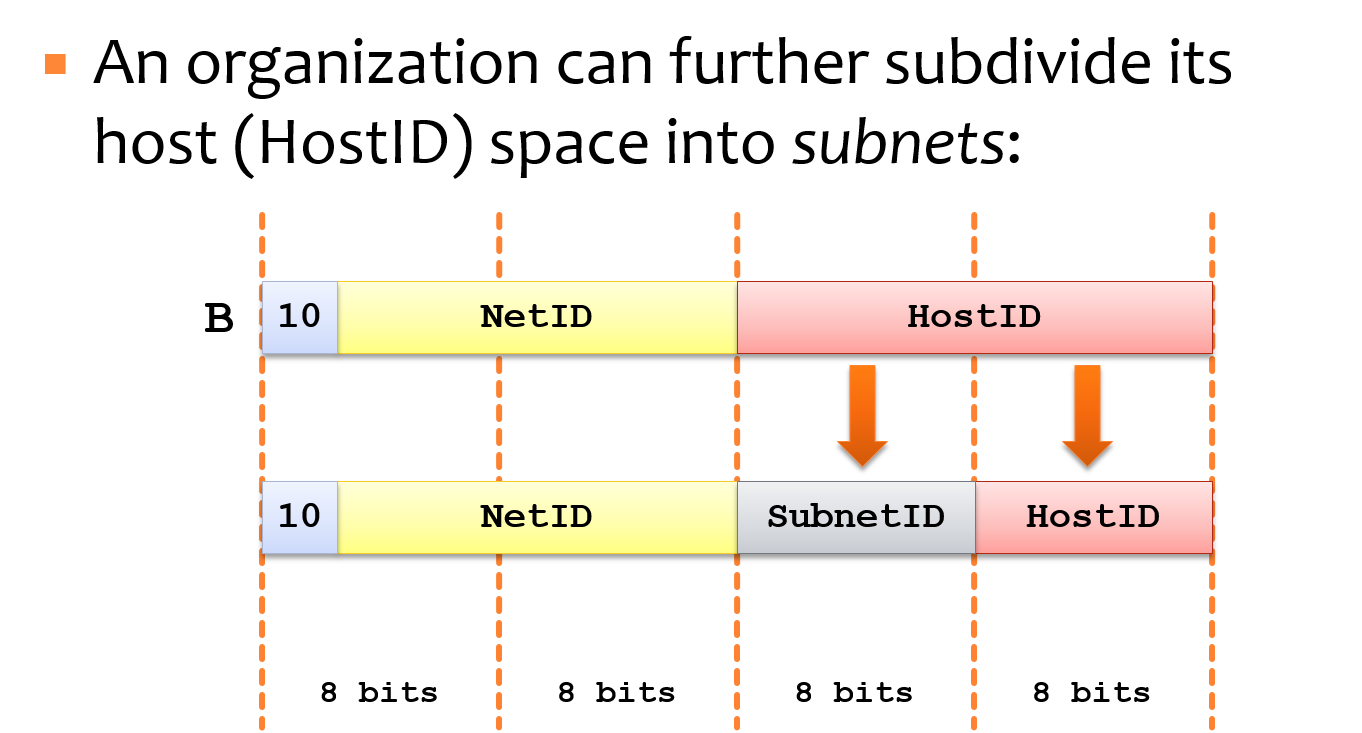 An organization can further subdivide its
host (HostID) space into subnets:
B 10 NetID HostID
10 NetID SubnetID HostID
8 bits 8 bits 8 bits 8 bits